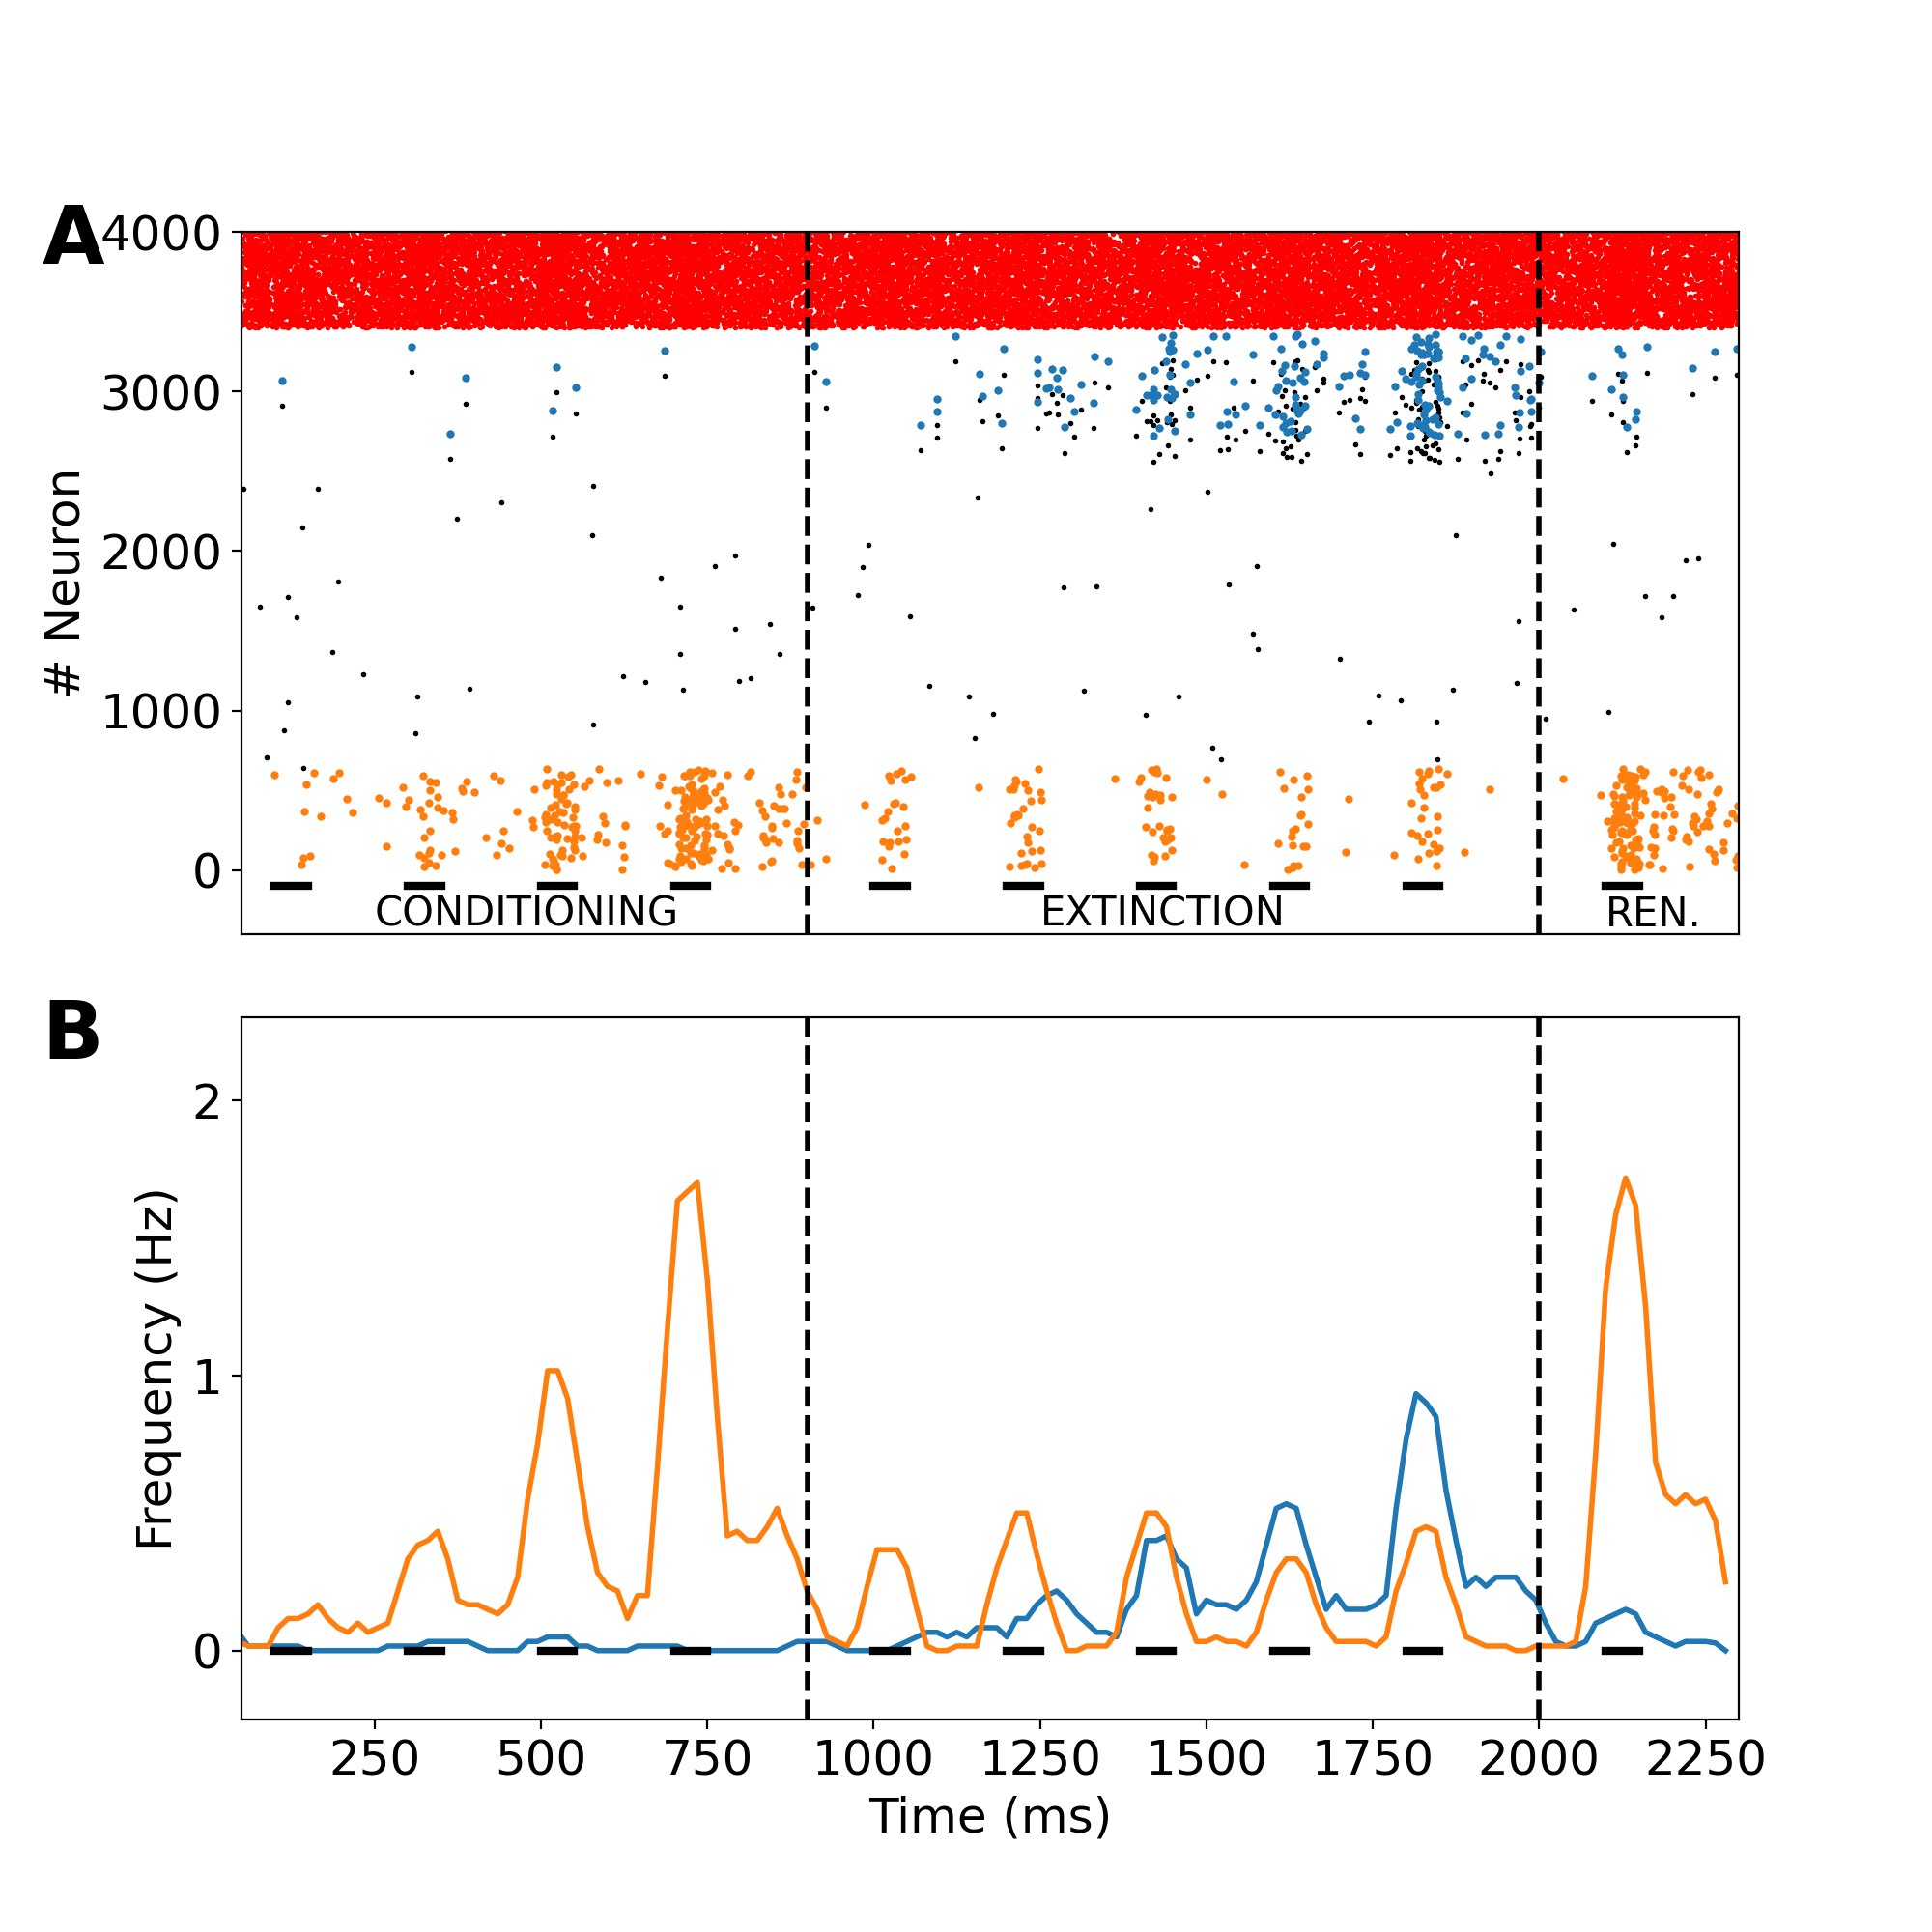 A
4000
3000
2000
1000
0
# Neuron
CONDITIONING
EXTINCTION
REN.
B
2
1
0
Frequency (Hz)
250 500 750 1000 1250 1500 1750 2000 2250
Time (ms)